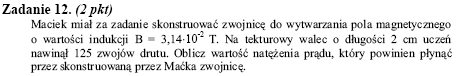 Zadanie 12. (2 pkt)
Maciek miał za zadanie skonstruować zwojnicę do wytwarzania pola magnetycznego
o wartości indukcji B = 3,14·10⁻² T. Na tekturowy walec o długości 2 cm uczeń
nawinął 125 zwojów drutu. Oblicz wartość natężenia prądu, który powinien płynąć
przez skonstruowaną przez Maćka zwojnicę.